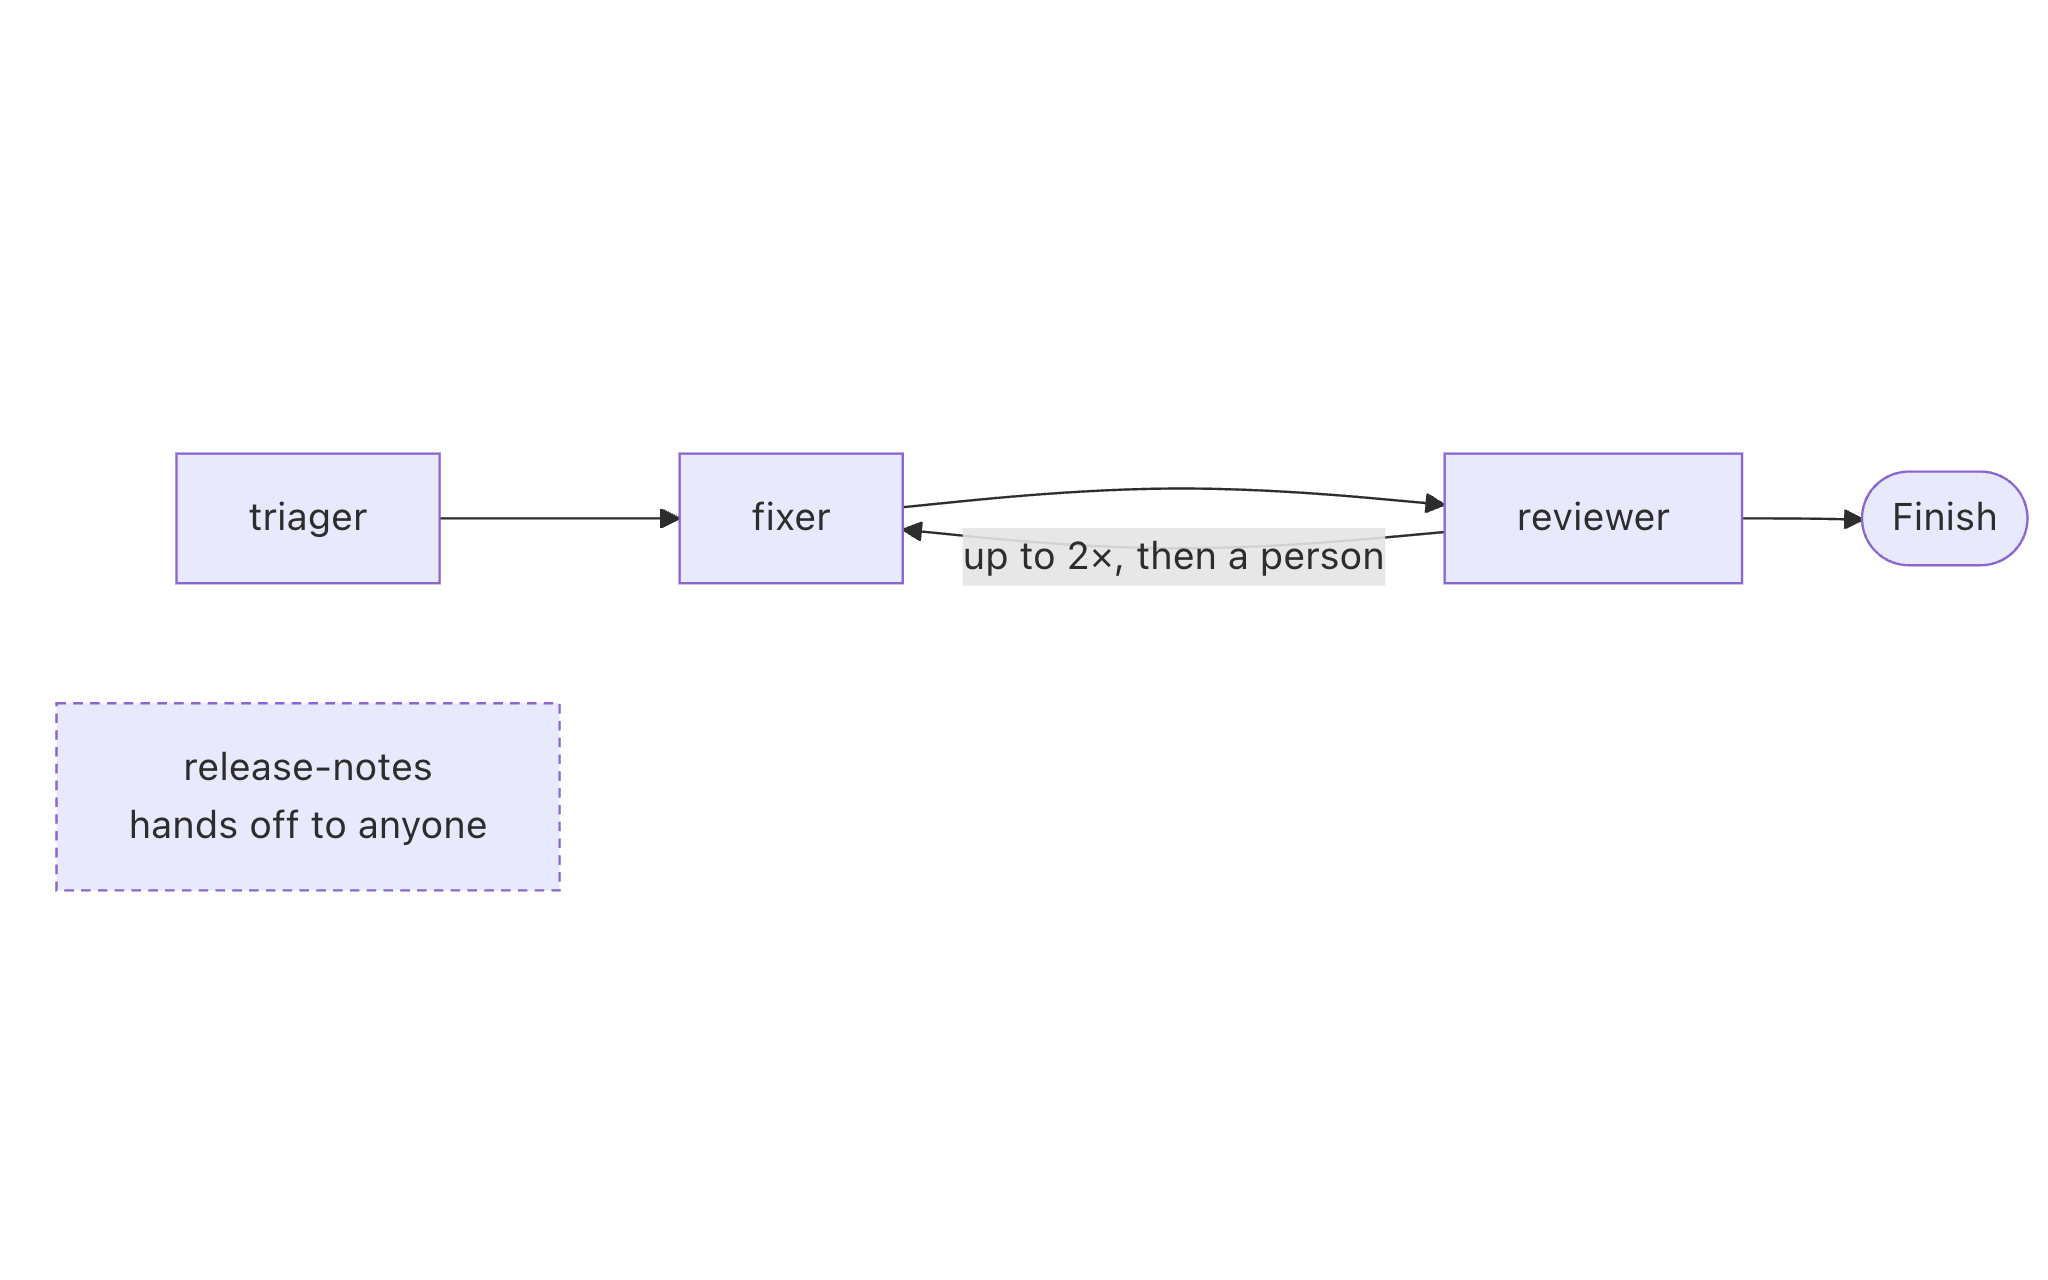 triager
fixer
reviewer
Finish
up to 2×, then a person
release-notes
hands off to anyone